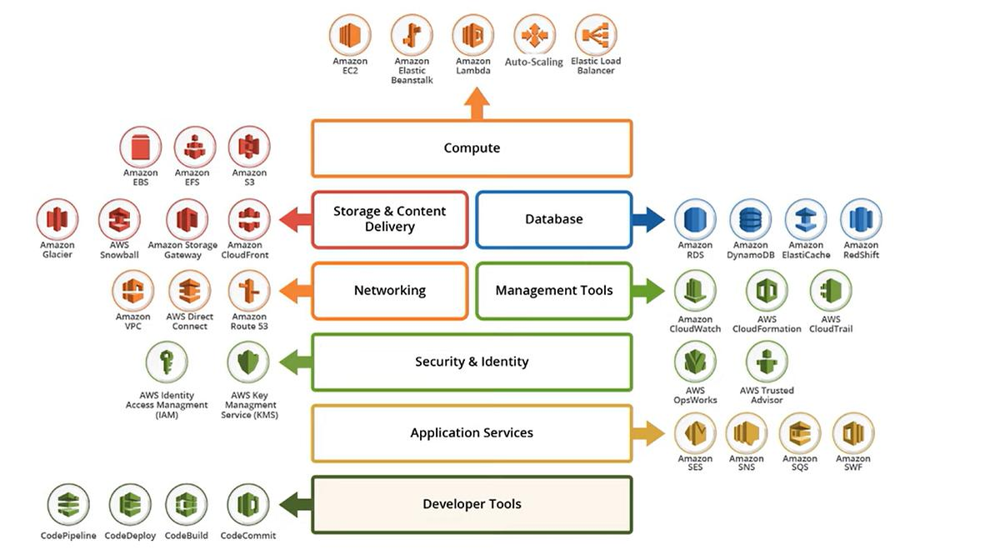 Amazon
EC2
Amazon
Elastic
Beanstalk
Amazon
Lambda
Auto-Scaling
Elastic Load
Balancer
Compute
Amazon
EBS
Amazon
EFS
Amazon
S3
Storage & Content
Delivery
Database
Amazon
Glacier
AWS
Snowball
Amazon Storage
Gateway
Amazon
CloudFront
Amazon
RDS
Amazon
DynamoDB
Amazon
ElastiCache
Amazon
RedShift
Networking
Management Tools
Amazon
VPC
AWS Direct
Connect
Amazon
Route 53
Amazon
CloudWatch
AWS
CloudFormation
AWS
CloudTrail
Security & Identity
AWS Identity
Access Managment
(IAM)
AWS Key
Managment
Service (KMS)
AWS
OpsWorks
AWS Trusted
Advisor
Application Services
Amazon
SES
Amazon
SNS
Amazon
SQS
Amazon
SWF
Developer Tools
CodePipeline
CodeDeploy
CodeBuild
CodeCommit